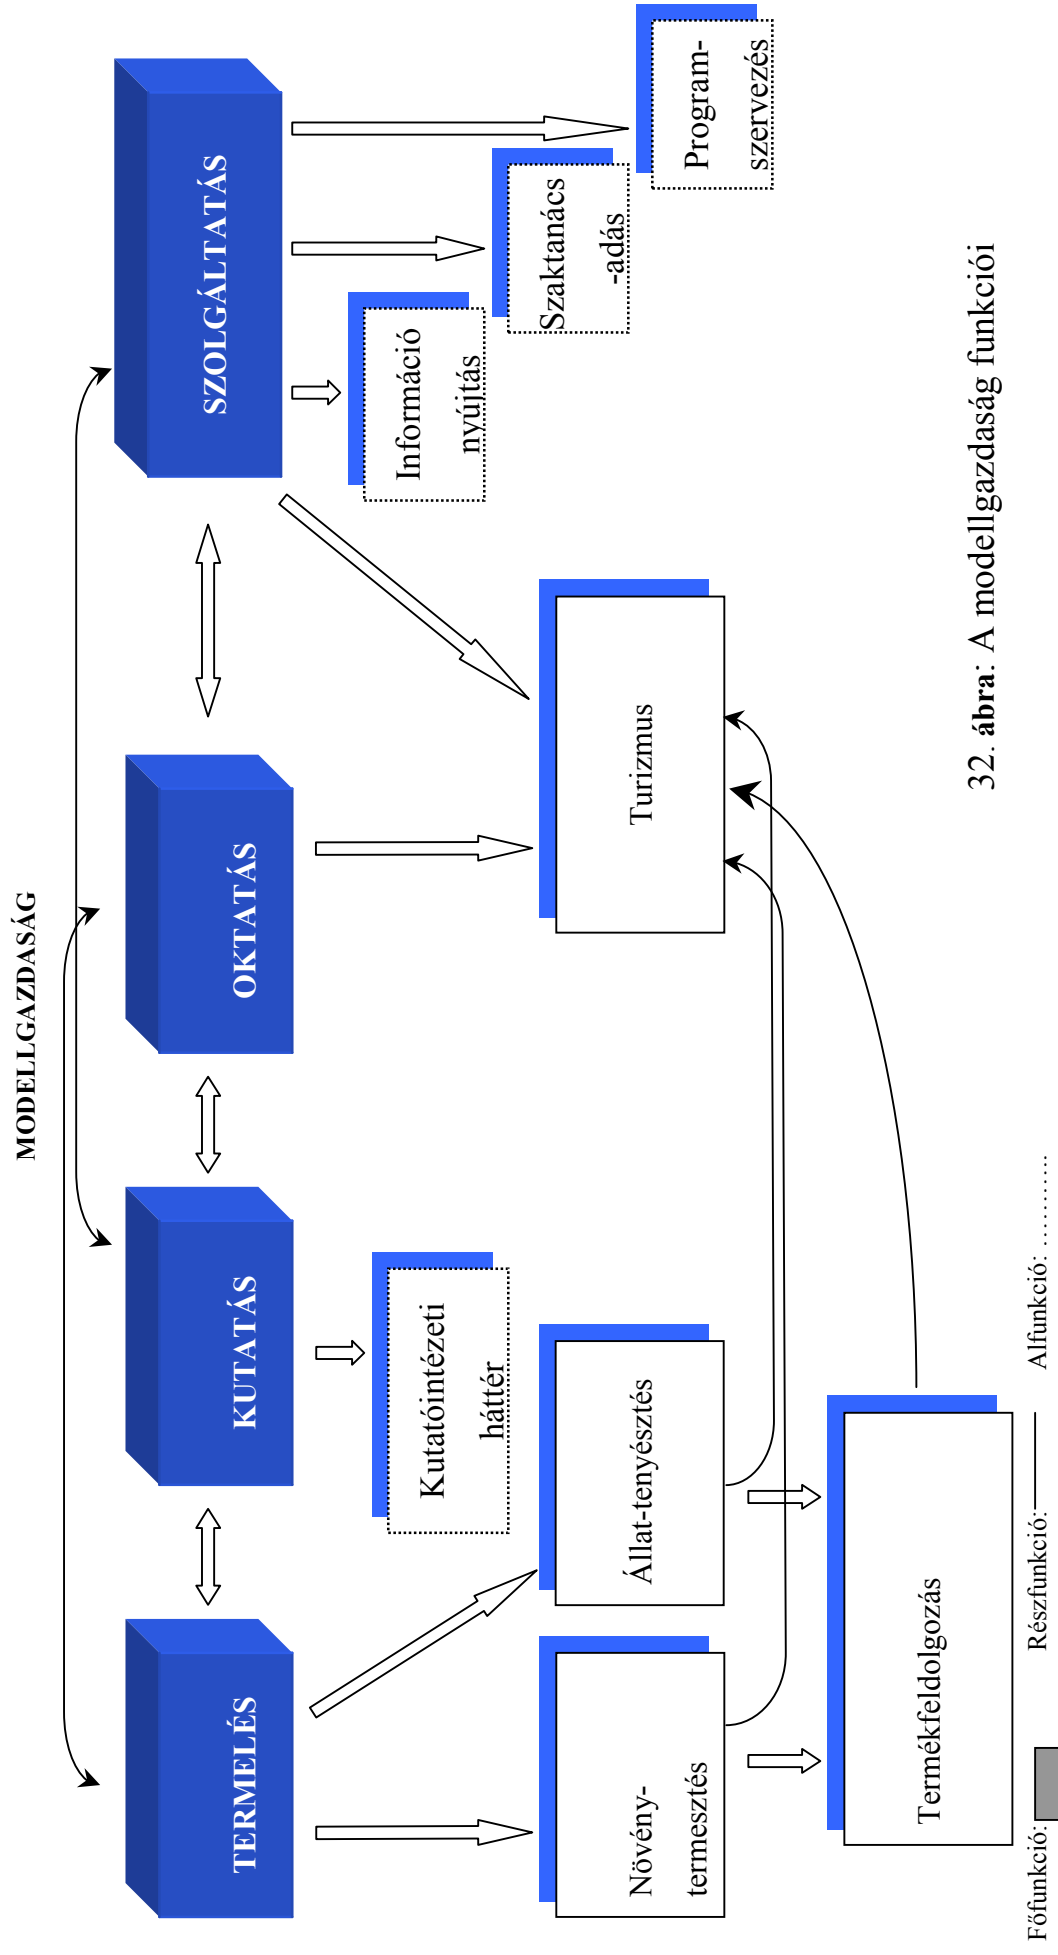 MODELLGAZDASÁG
TERMELÉS
KUTATÁS
OKTATÁS
SZOLGÁLTATÁS
Kutatóintézeti
háttér
Információ
nyújtás
Szaktanács
-adás
Program-
szervezés
Növény-
termesztés
Állat-tenyésztés
Turizmus
Termékfeldolgozás
32. ábra: A modellgazdaság funkciói
Főfunkció: Részfunkció: Alfunkció: …………